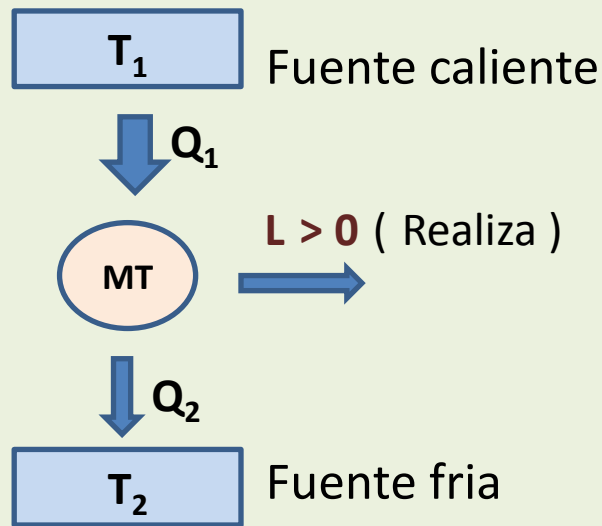 T₁
Fuente caliente
Q₁
L > 0 ( Realiza )
MT
Q₂
T₂
Fuente fria